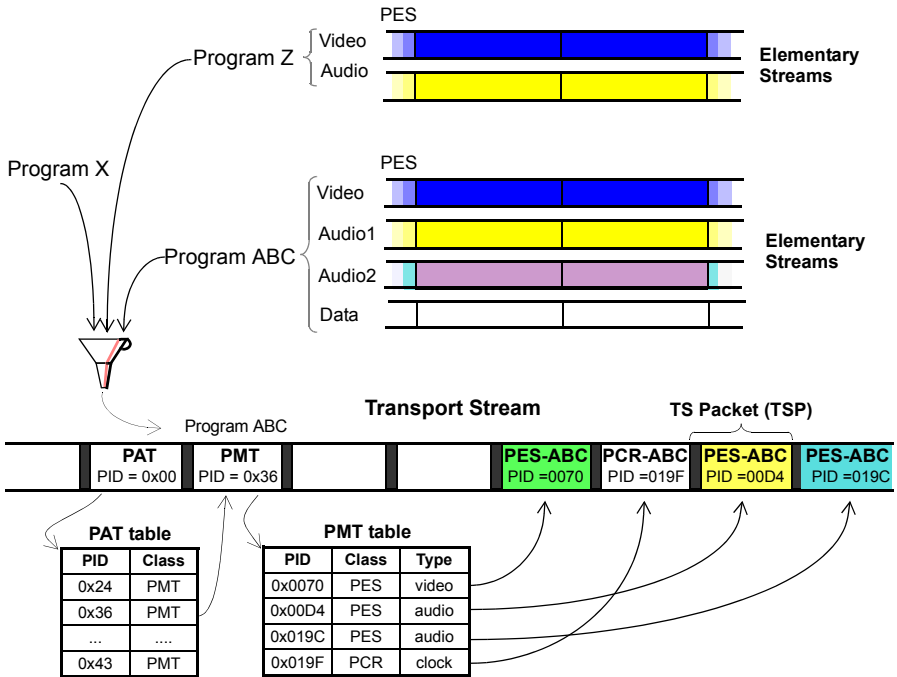 PES
Program Z
Video
Audio
Elementary
Streams
Program X
PES
Program ABC
Video
Audio1
Audio2
Data
Elementary
Streams
Program ABC
Transport Stream
TS Packet (TSP)
PAT
PID = 0x00
PMT
PID = 0x36
PES-ABC
PID =0070
PCR-ABC
PID =019F
PES-ABC
PID =00D4
PES-ABC
PID =019C
PAT table
PID Class
0x24 PMT
0x36 PMT
... ....
0x43 PMT
PMT table
PID Class Type
0x0070 PES video
0x00D4 PES audio
0x019C PES audio
0x019F PCR clock